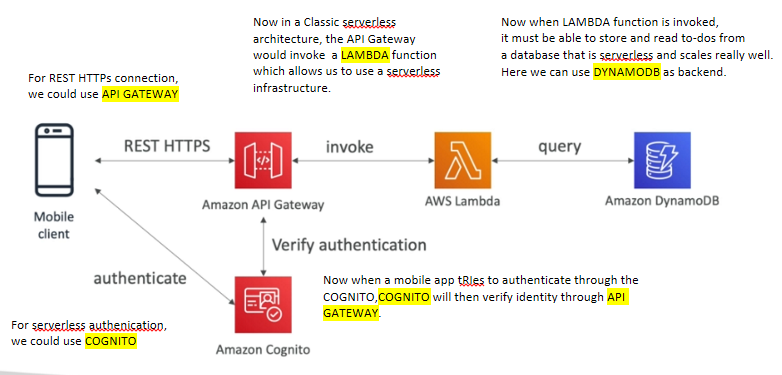 Now in a Classic serverless
architecture, the API Gateway
would invoke a LAMBDA function
which allows us to use a serverless
infrastructure.
Now when LAMBDA function is invoked,
it must be able to store and read to-dos from
a database that is serverless and scales really well.
Here we can use DYNAMODB as backend.
For REST HTTPs connection,
we could use API GATEWAY
REST HTTPS
invoke
query
Mobile
client
Amazon API Gateway
AWS Lambda
Amazon DynamoDB
Verify authentication
authenticate
Now when a mobile app tRIes to authenticate through the
COGNITO,COGNITO will then verify identity through API
GATEWAY.
For serverless authenication,
we could use COGNITO
Amazon Cognito